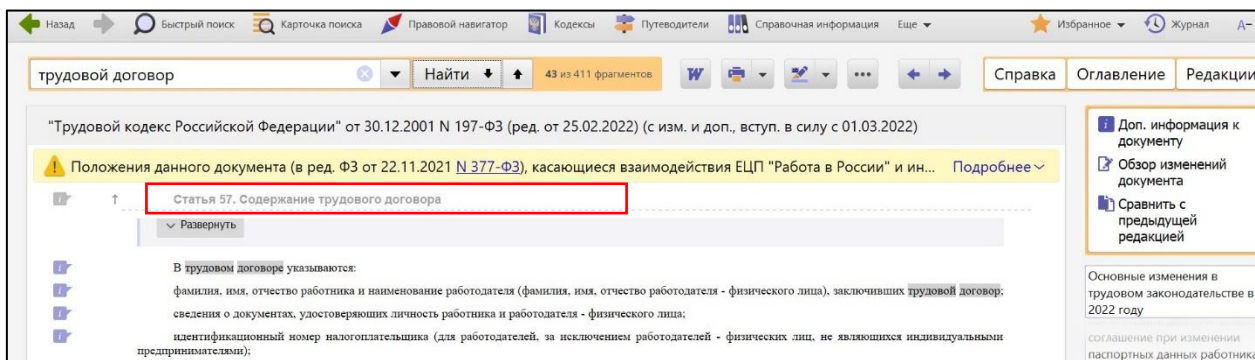 Назад Быстрый поиск Карточка поиска Правовой навигатор Кодексы Путеводители Справочная информация Еще Избранное Журнал А-
трудовой договор Найти 43 из 411 фрагментов W Справка Оглавление Редакции
"Трудовой кодекс Российской Федерации" от 30.12.2001 N 197-ФЗ (ред. от 25.02.2022) (с изм. и доп., вступ. в силу с 01.03.2022)
Положения данного документа (в ред. ФЗ от 22.11.2021 N 377-ФЗ), касающиеся взаимодействия ЕЦП "Работа в России" и ин... Подробнее
Статья 57. Содержание трудового договора
Развернуть
В трудовом договоре указываются:
фамилия, имя, отчество работника и наименование работодателя (фамилия, имя, отчество работодателя - физического лица), заключивших трудовой договор;
сведения о документах, удостоверяющих личность работника и работодателя - физического лица;
идентификационный номер налогоплательщика (для работодателей, за исключением работодателей - физических лиц, не являющихся индивидуальными
предпринимателями);
Доп. информация к
документу
Обзор изменений
документа
Сравнить с
предыдущей
редакцией
Основные изменения в
трудовом законодательстве в
2022 году
соглашение при изменении
паспортных данных работника